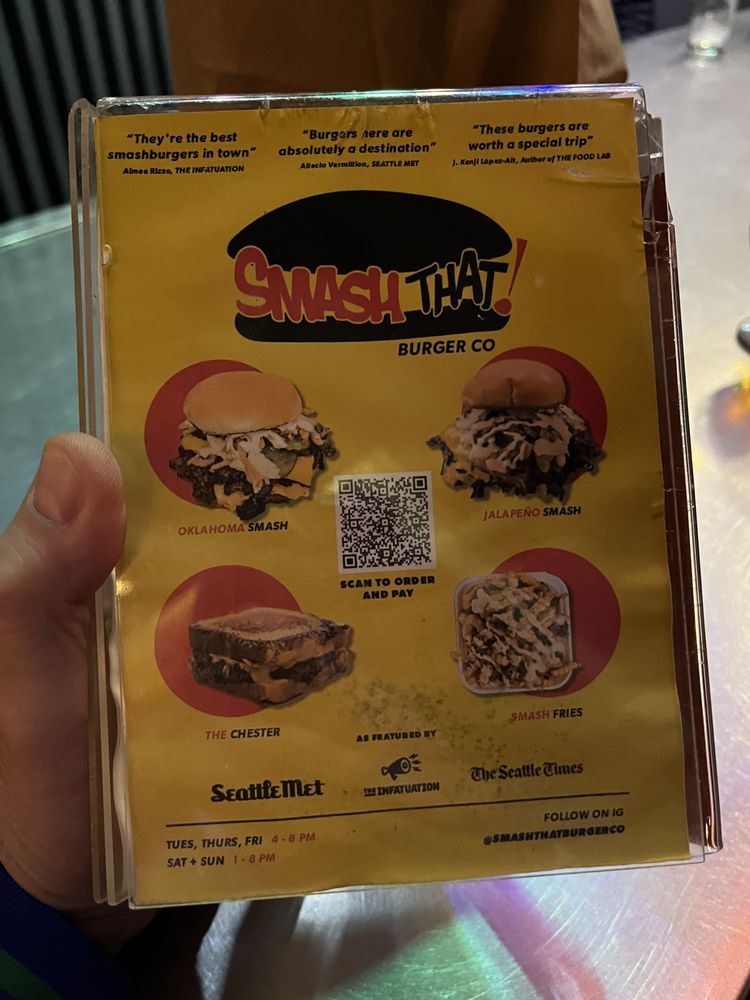 "They're the best
smashburgers in town"
Aimee Rizzo, THE INFATUATION
"Burgers here are
absolutely a destination"
Allecia Vermillion, SEATTLE MET
"These burgers are
worth a special trip"
J. Kenji López-Alt, Author of THE FOOD LAB
SMASH THAT!
BURGER CO
OKLAHOMA SMASH
JALAPEÑO SMASH
SCAN TO ORDER
AND PAY
THE CHESTER
SMASH FRIES
AS FEATURED BY
SeattleMet
THE INFATUATION
The Seattle Times
TUES, THURS, FRI 4 - 8 PM
SAT + SUN 1 - 8 PM
FOLLOW ON IG
@SMASHTHATBURGERCO